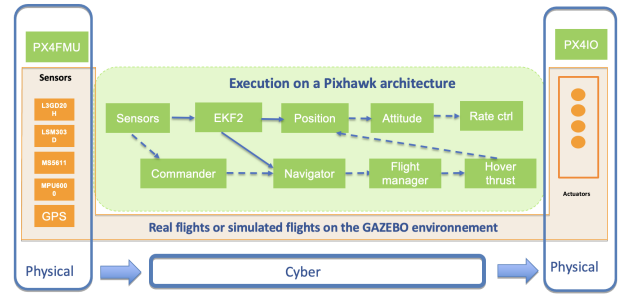 PX4FMU
PX4IO
Sensors
Execution on a Pixhawk architecture
L3GD20
H
LSM303
D
MS5611
MPU600
0
GPS
Sensors
EKF2
Position
Attitude
Rate ctrl
Commander
Navigator
Flight
manager
Hover
thrust
Actuators
Real flights or simulated flights on the GAZEBO environnement
Physical
Cyber
Physical